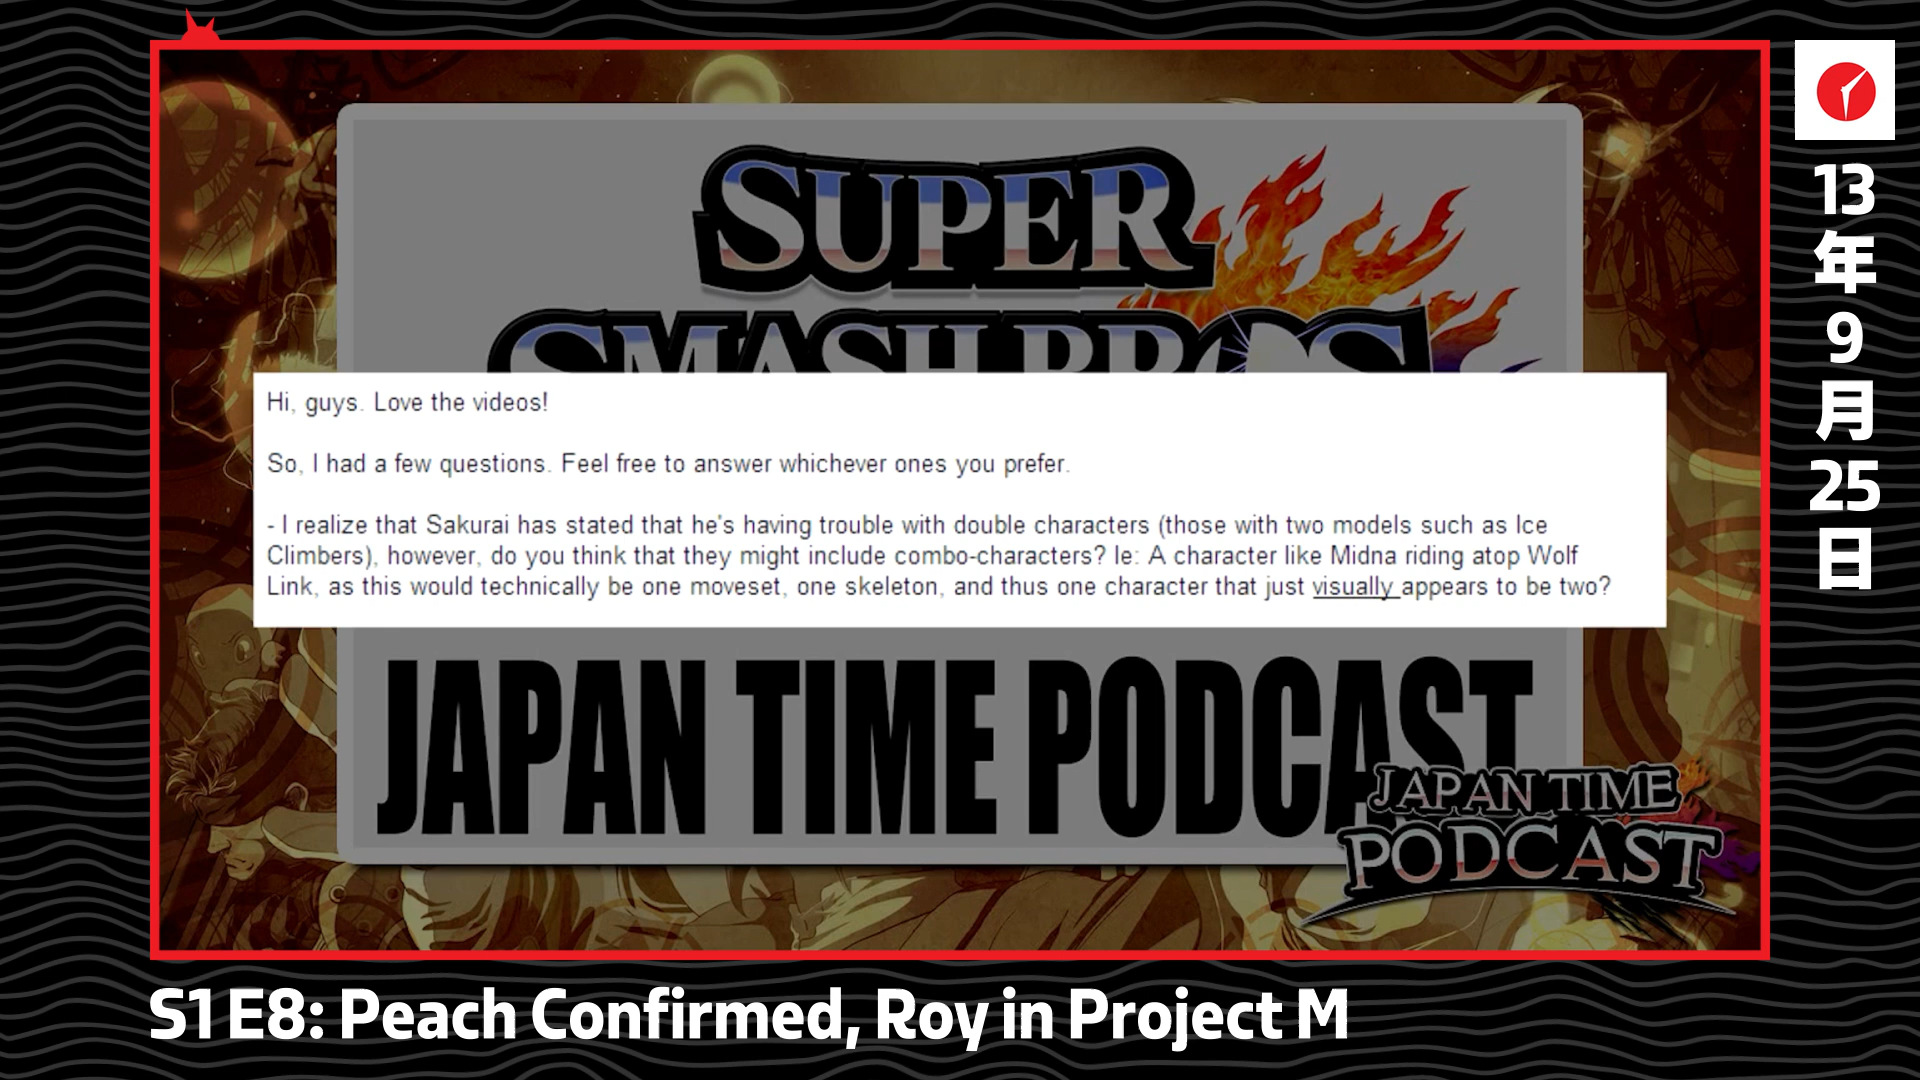 SUPER
SMASH BROS
Hi, guys. Love the videos!
So, I had a few questions. Feel free to answer whichever ones you prefer.
- I realize that Sakurai has stated that he's having trouble with double characters (those with two models such as Ice
Climbers), however, do you think that they might include combo-characters? Ie: A character like Midna riding atop Wolf
Link, as this would technically be one moveset, one skeleton, and thus one character that just visually appears to be two?
JAPAN TIME PODCAST
JAPAN TIME
PODCAST
S1 E8: Peach Confirmed, Roy in Project M
13
年
9
月
25
日